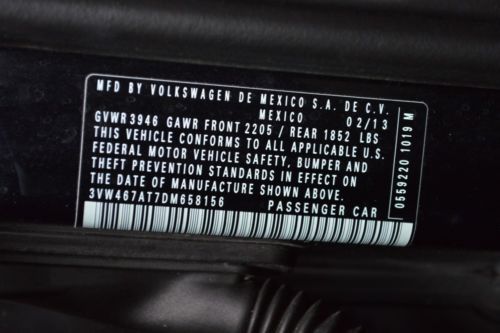 MFD BY VOLKSWAGEN DE MEXICO S.A. DE C.V.
MEXICO 02/13
GVWR 3946 GAWR FRONT 2205 / REAR 1852 LBS
THIS VEHICLE CONFORMS TO ALL APPLICABLE U.S.
FEDERAL MOTOR VEHICLE SAFETY, BUMPER AND
THEFT PREVENTION STANDARDS IN EFFECT ON
THE DATE OF MANUFACTURE SHOWN ABOVE.
3VW467AT7DM658156 PASSENGER CAR
0559220 1019 M